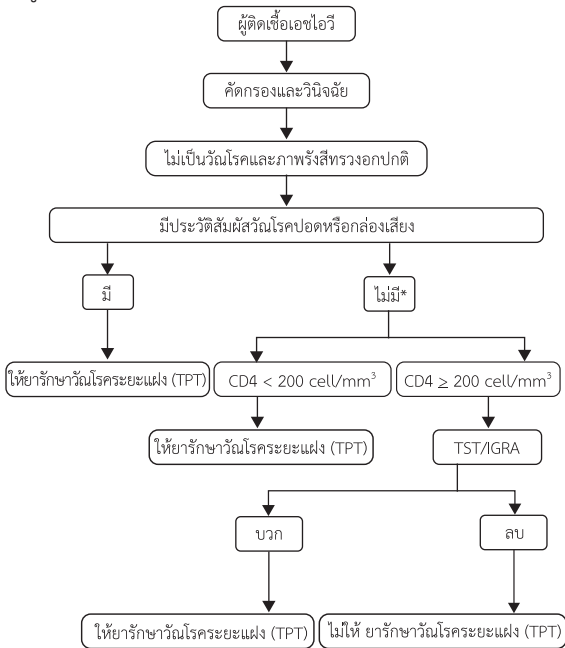 ผู้ติดเชื้อเอชไอวี
คัดกรองและวินิจฉัย
ไม่เป็นวัณโรคและภาพรังสีทรวงอกปกติ
มีประวัติสัมผัสวัณโรคปอดหรือกล่องเสียง
มี
ไม่มี*
ให้ยารักษาวัณโรคระยะแฝง (TPT)
CD4 < 200 cell/mm³
CD4 ≥ 200 cell/mm³
ให้ยารักษาวัณโรคระยะแฝง (TPT)
TST/IGRA
บวก
ลบ
ให้ยารักษาวัณโรคระยะแฝง (TPT)
ไม่ให้ ยารักษาวัณโรคระยะแฝง (TPT)